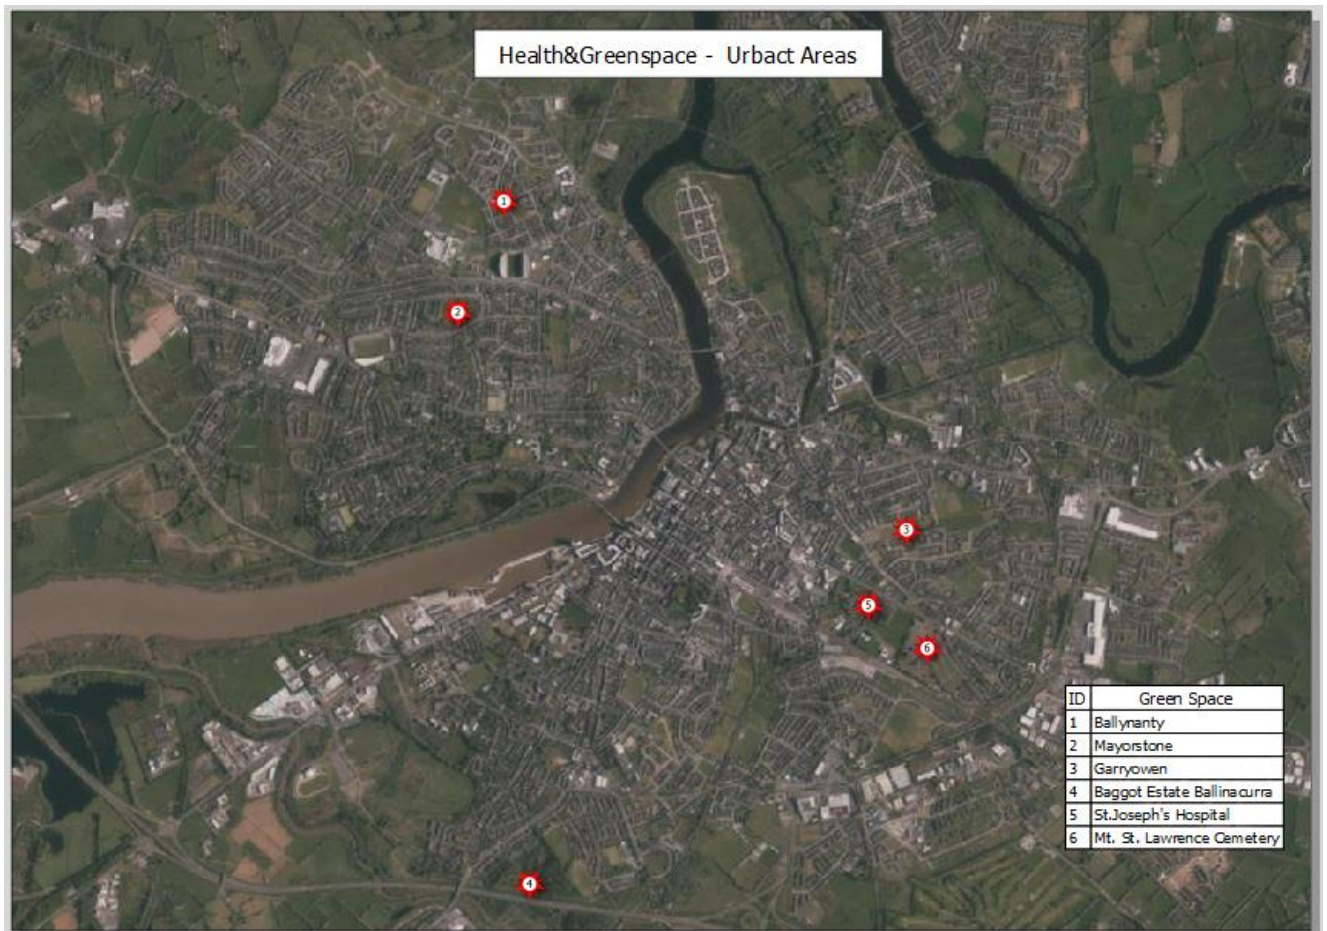 Health&Greenspace - Urbact Areas
1
2
3
5
6
4
ID Green Space
1 Ballynanty
2 Mayorstone
3 Garryowen
4 Baggot Estate Ballinacurra
5 St.Joseph's Hospital
6 Mt. St. Lawrence Cemetery